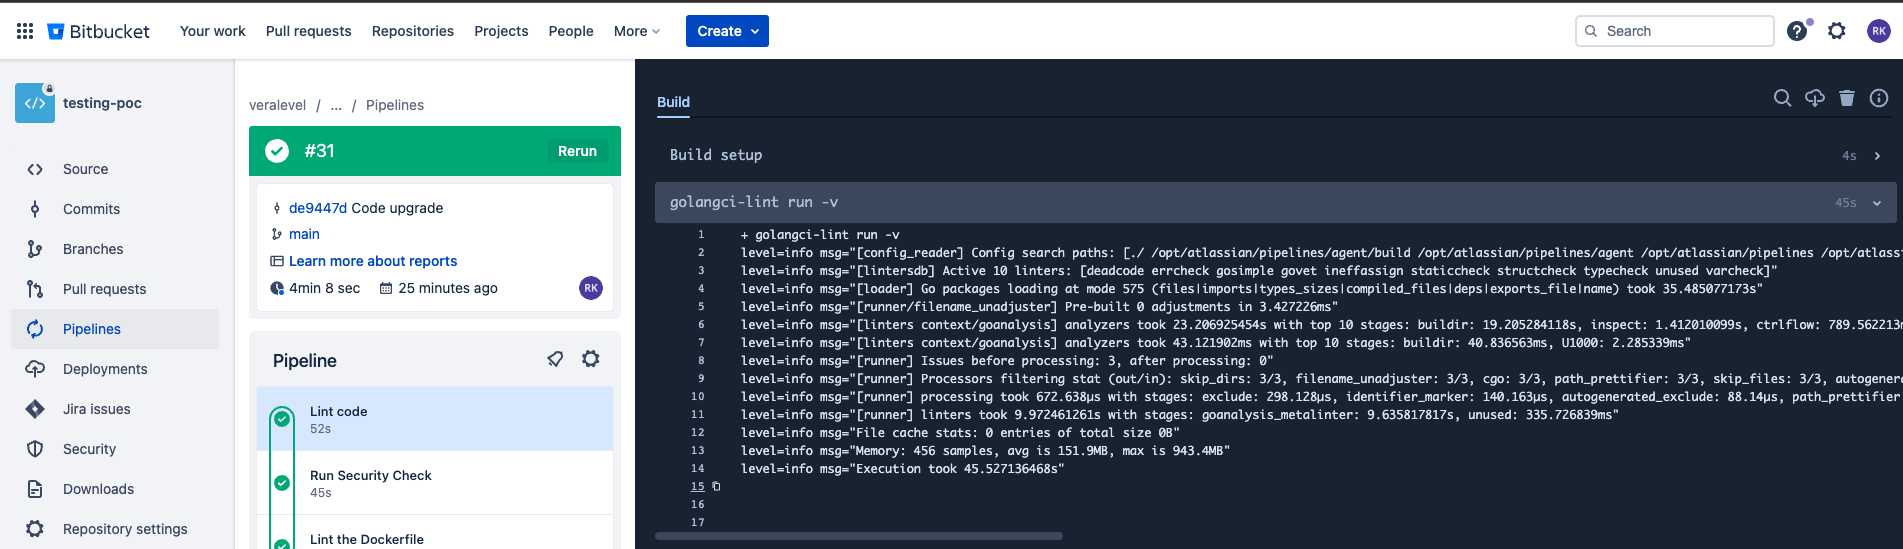 Bitbucket Your work Pull requests Repositories Projects People More Create Search RK
testing-poc
Source
Commits
Branches
Pull requests
Pipelines
Deployments
Jira issues
Security
Downloads
Repository settings
veralevel / ... / Pipelines
#31 Rerun
de9447d Code upgrade
main
Learn more about reports
4min 8 sec 25 minutes ago RK
Pipeline
Lint code
52s
Run Security Check
45s
Lint the Dockerfile
Build
Build setup 4s
golangci-lint run -v 45s
1 + golangci-lint run -v
2 level=info msg="[config_reader] Config search paths: [./ /opt/atlassian/pipelines/agent/build /opt/atlassian/pipelines/agent /opt/atlassian/pipelines /opt/atlass
3 level=info msg="[lintersdb] Active 10 linters: [deadcode errcheck gosimple govet ineffassign staticcheck structcheck typecheck unused varcheck]"
4 level=info msg="[loader] Go packages loading at mode 575 (files|imports|types_sizes|compiled_files|deps|exports_file|name) took 35.485077173s"
5 level=info msg="[runner/filename_unadjuster] Pre-built 0 adjustments in 3.427226ms"
6 level=info msg="[linters context/goanalysis] analyzers took 23.206925454s with top 10 stages: buildir: 19.205284118s, inspect: 1.412010099s, ctrlflow: 789.562213m
7 level=info msg="[linters context/goanalysis] analyzers took 43.121902ms with top 10 stages: buildir: 40.836563ms, U1000: 2.285339ms"
8 level=info msg="[runner] Issues before processing: 3, after processing: 0"
9 level=info msg="[runner] Processors filtering stat (out/in): skip_dirs: 3/3, filename_unadjuster: 3/3, cgo: 3/3, path_prettifier: 3/3, skip_files: 3/3, autogener
10 level=info msg="[runner] processing took 672.638µs with stages: exclude: 298.128µs, identifier_marker: 140.163µs, autogenerated_exclude: 88.14µs, path_prettifier
11 level=info msg="[runner] linters took 9.972461261s with stages: goanalysis_metalinter: 9.635817817s, unused: 335.726839ms"
12 level=info msg="File cache stats: 0 entries of total size 0B"
13 level=info msg="Memory: 456 samples, avg is 151.9MB, max is 943.4MB"
14 level=info msg="Execution took 45.527136468s"
15
16
17